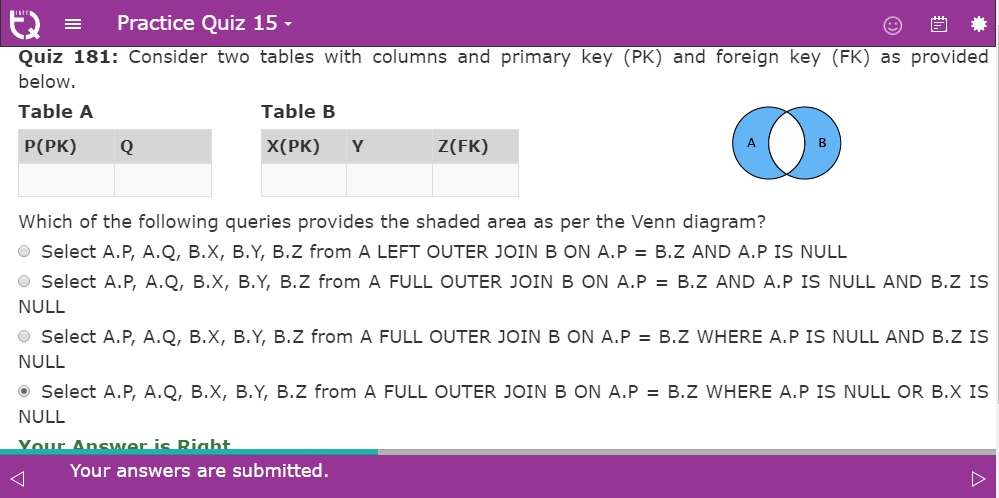 INFT
Practice Quiz 15
Quiz 181: Consider two tables with columns and primary key (PK) and foreign key (FK) as provided
below.
Table A
Table B
P(PK) Q
X(PK) Y Z(FK)
A B
Which of the following queries provides the shaded area as per the Venn diagram?
Select A.P, A.Q, B.X, B.Y, B.Z from A LEFT OUTER JOIN B ON A.P = B.Z AND A.P IS NULL
Select A.P, A.Q, B.X, B.Y, B.Z from A FULL OUTER JOIN B ON A.P = B.Z AND A.P IS NULL AND B.Z IS
NULL
Select A.P, A.Q, B.X, B.Y, B.Z from A FULL OUTER JOIN B ON A.P = B.Z WHERE A.P IS NULL AND B.Z IS
NULL
Select A.P, A.Q, B.X, B.Y, B.Z from A FULL OUTER JOIN B ON A.P = B.Z WHERE A.P IS NULL OR B.X IS
NULL
Your Answer is Right
Your answers are submitted.